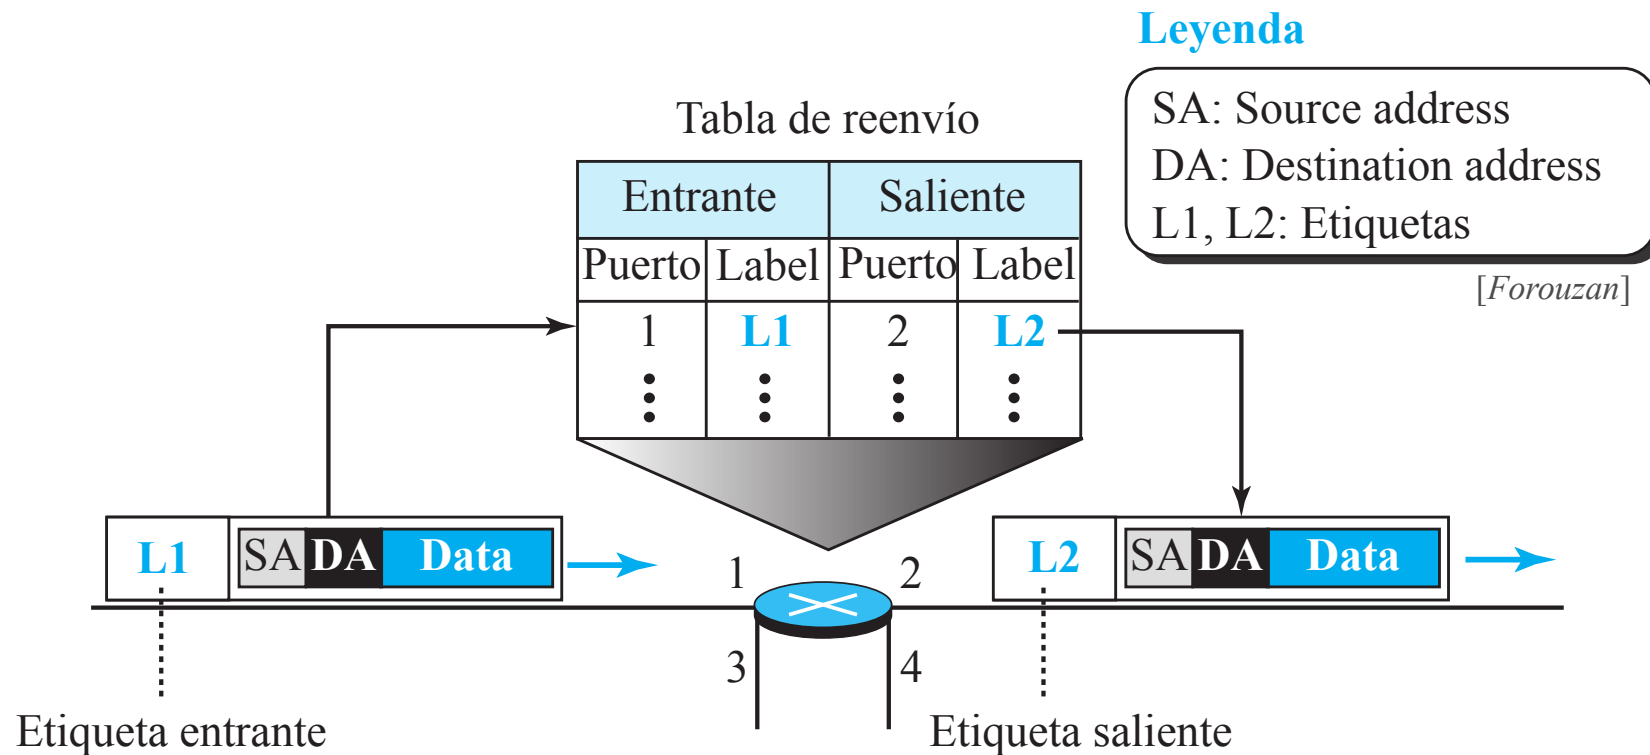 Leyenda
SA: Source address
DA: Destination address
L1, L2: Etiquetas
[Forouzan]
Tabla de reenvío
Entrante Saliente
Puerto Label Puerto Label
1 L1 2 L2
L1 SA DA Data
1 2
3 4
L2 SA DA Data
Etiqueta entrante
Etiqueta saliente